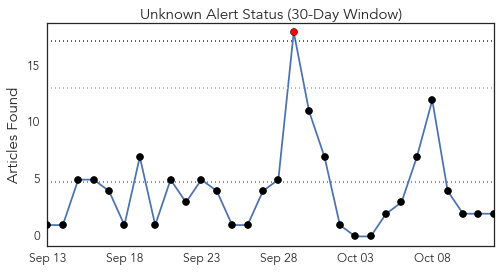 Unknown Alert Status (30-Day Window)
Articles Found
15
10
5
0
Sep 13 Sep 18 Sep 23 Sep 28 Oct 03 Oct 08